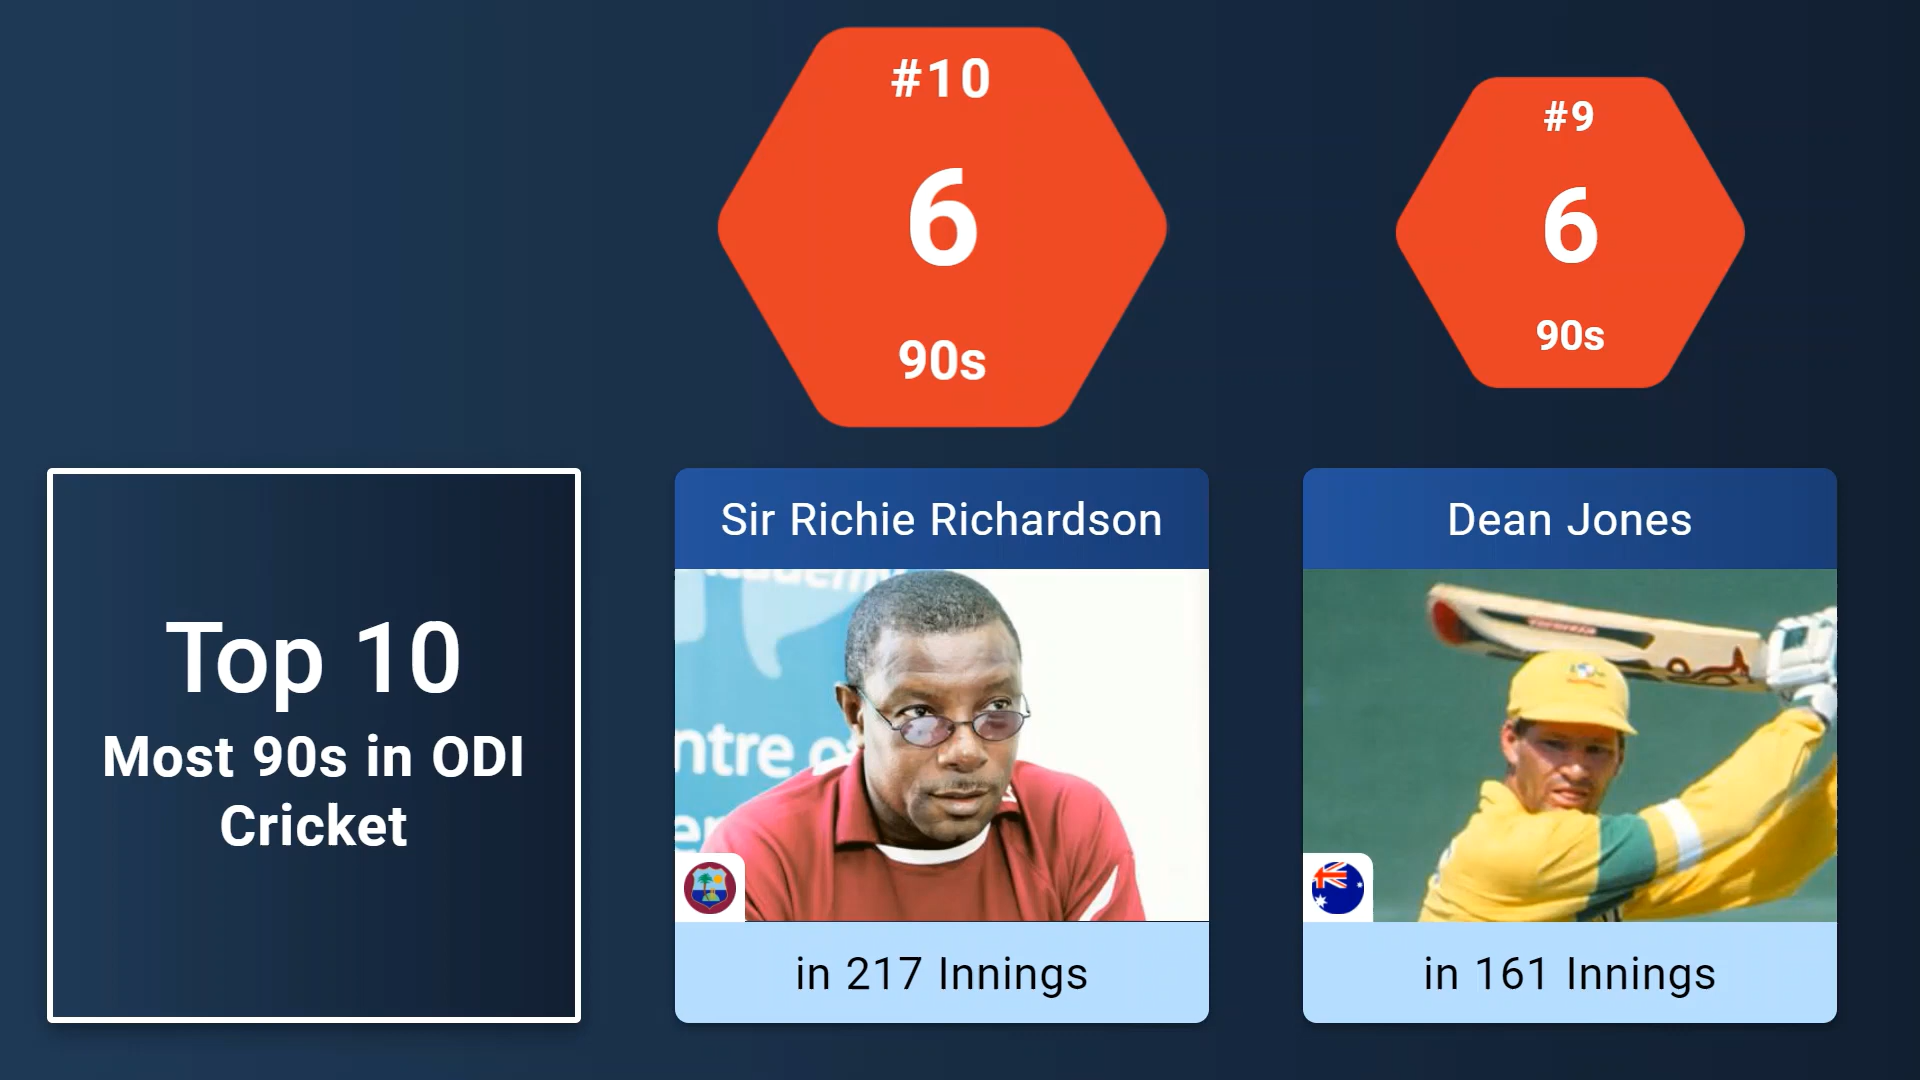 #10
6
90s
#9
6
90s
Top 10
Most 90s in ODI
Cricket
Sir Richie Richardson
in 217 Innings
Dean Jones
in 161 Innings